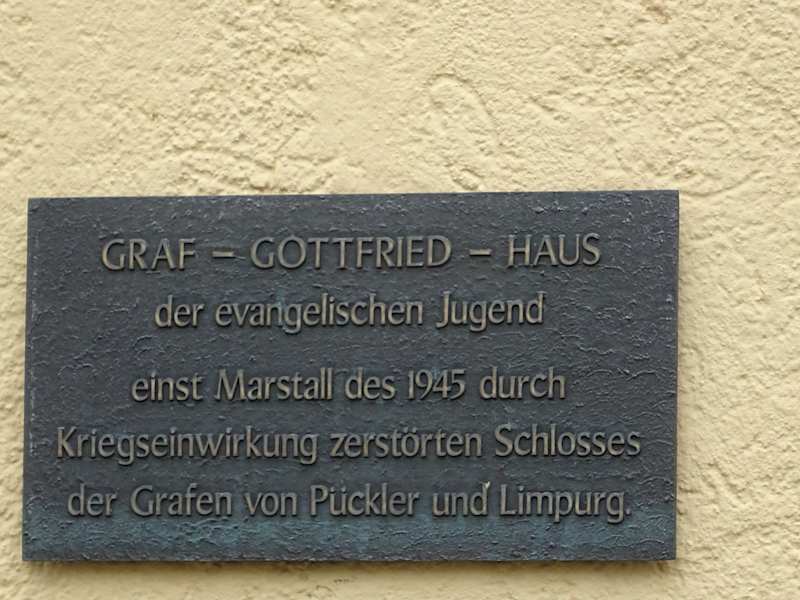 GRAF – GOTTFRIED – HAUS
der evangelischen Jugend
einst Marstall des 1945 durch
Kriegseinwirkung zerstörten Schlosses
der Grafen von Pückler und Limpurg.